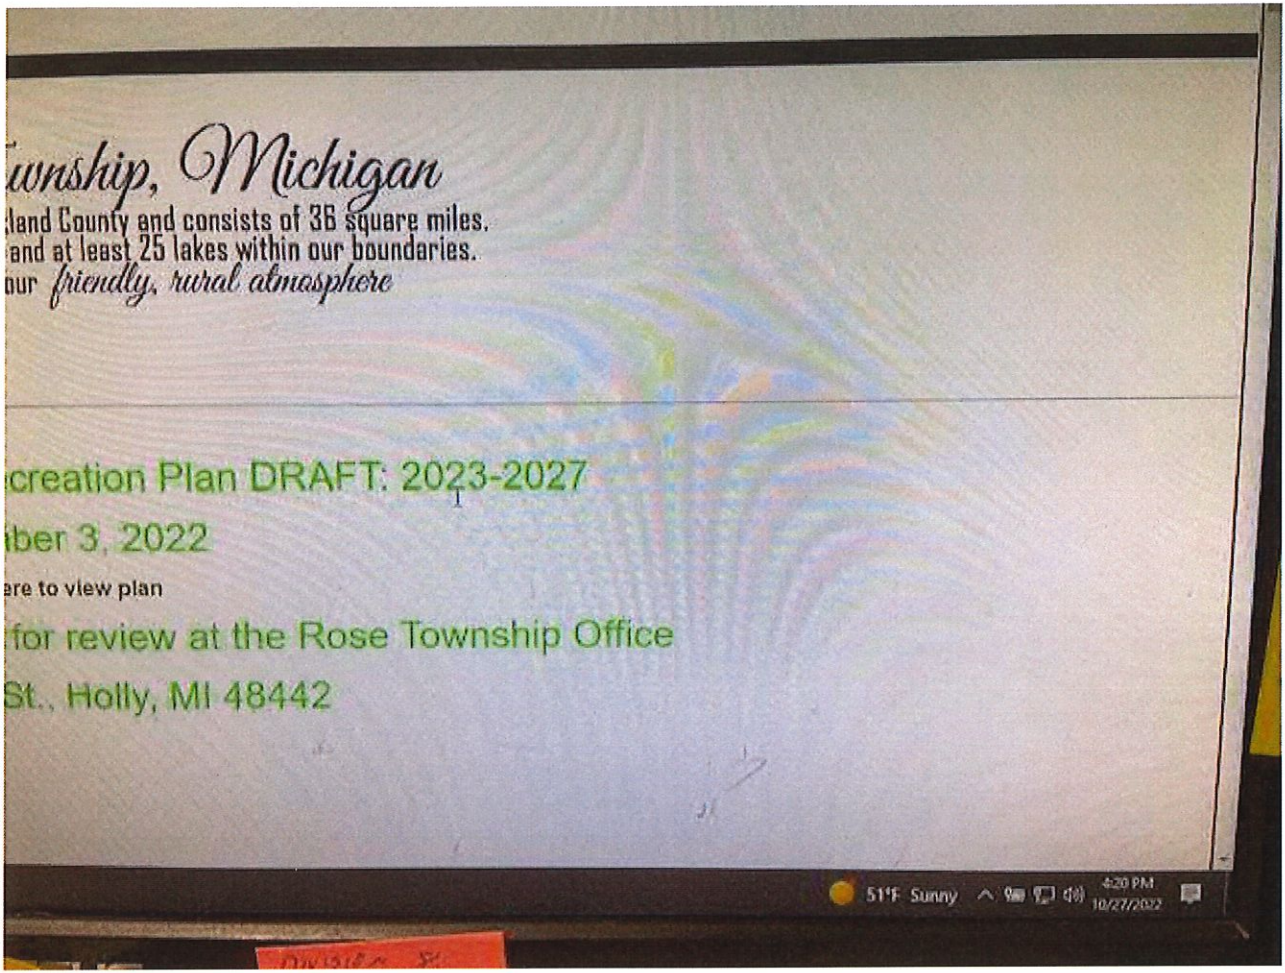 wnship, Michigan
land County and consists of 36 square miles.
and at least 25 lakes within our boundaries.
our friendly, rural atmosphere
creation Plan DRAFT: 2023-2027
ber 3, 2022
ere to view plan
for review at the Rose Township Office
St., Holly, MI 48442
51°F Sunny
4:20 PM
10/27/2022